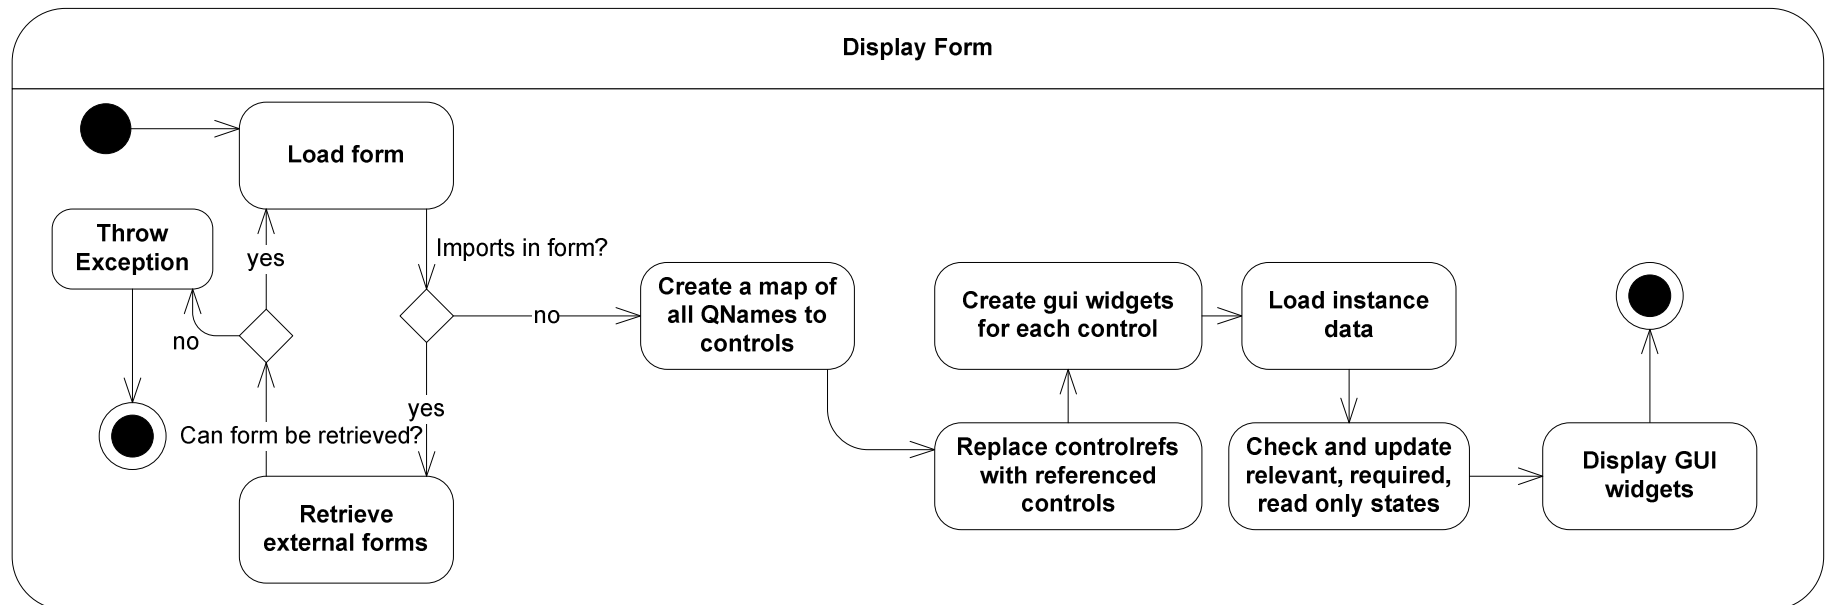 Display Form
Load form
Throw
Exception
yes
no
Imports in form?
no
yes
Can form be retrieved?
Retrieve
external forms
Create a map of
all QNames to
controls
Replace controlrefs
with referenced
controls
Create gui widgets
for each control
Load instance
data
Check and update
relevant, required,
read only states
Display GUI
widgets